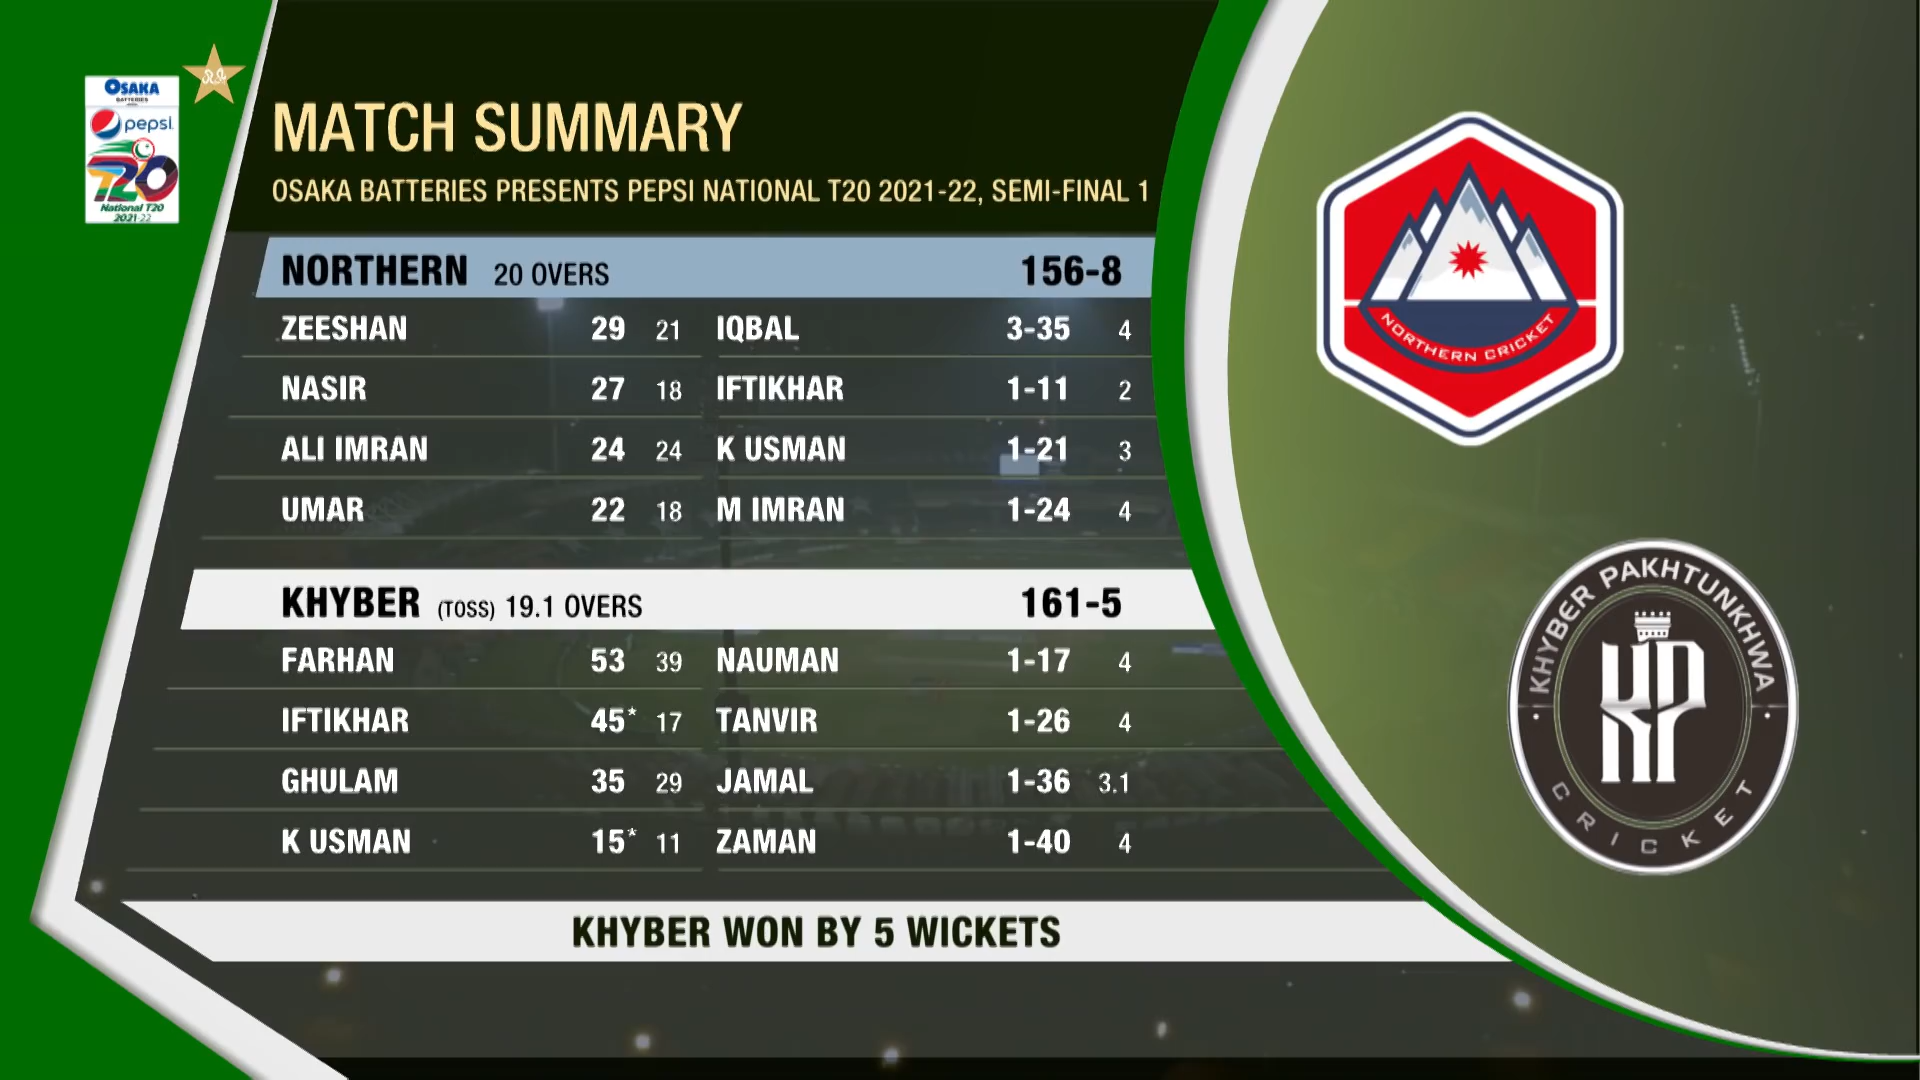 OSAKA
BATTERIES
pepsi
T20
National T20
2021-22
MATCH SUMMARY
OSAKA BATTERIES PRESENTS PEPSI NATIONAL T20 2021-22, SEMI-FINAL 1
NORTHERN 20 OVERS 156-8
ZEESHAN 29 21 IQBAL 3-35 4
NASIR 27 18 IFTIKHAR 1-11 2
ALI IMRAN 24 24 K USMAN 1-21 3
UMAR 22 18 M IMRAN 1-24 4
KHYBER (TOSS) 19.1 OVERS 161-5
FARHAN 53 39 NAUMAN 1-17 4
IFTIKHAR 45* 17 TANVIR 1-26 4
GHULAM 35 29 JAMAL 1-36 3.1
K USMAN 15* 11 ZAMAN 1-40 4
KHYBER WON BY 5 WICKETS
NORTHERN CRICKET
KHYBER PAKHTUNKHWA
KP
CRICKET